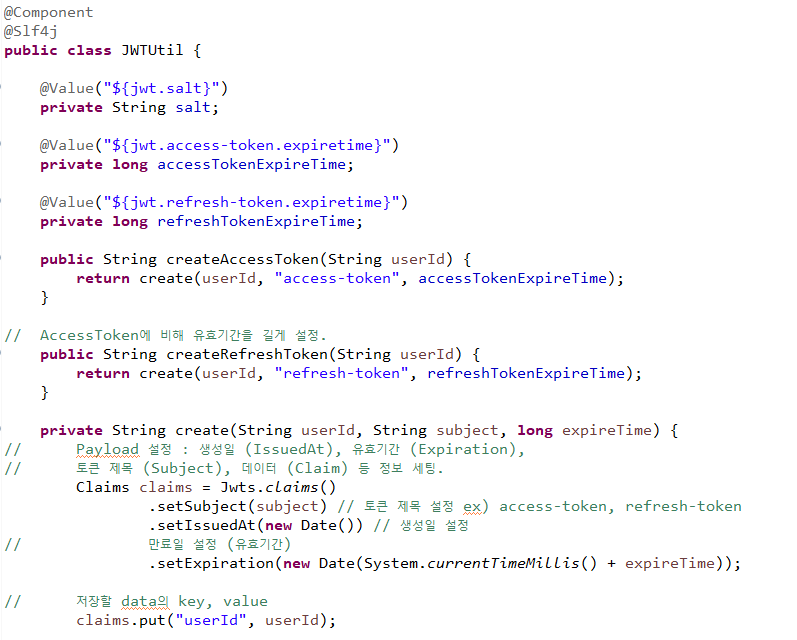 @Component
@Slf4j
public class JWTUtil {
@Value("${jwt.salt}")
private String salt;
@Value("${jwt.access-token.expiretime}")
private long accessTokenExpireTime;
@Value("${jwt.refresh-token.expiretime}")
private long refreshTokenExpireTime;
public String createAccessToken(String userId) {
return create(userId, "access-token", accessTokenExpireTime);
}
// AccessToken에 비해 유효기간을 길게 설정.
public String createRefreshToken(String userId) {
return create(userId, "refresh-token", refreshTokenExpireTime);
}
private String create(String userId, String subject, long expireTime) {
// Payload 설정 : 생성일 (IssuedAt), 유효기간 (Expiration),
// 토큰 제목 (Subject), 데이터 (Claim) 등 정보 세팅.
Claims claims = Jwts.claims()
.setSubject(subject) // 토큰 제목 설정 ex) access-token, refresh-token
.setIssuedAt(new Date()) // 생성일 설정
// 만료일 설정 (유효기간)
.setExpiration(new Date(System.currentTimeMillis() + expireTime));
// 저장할 data의 key, value
claims.put("userId", userId);